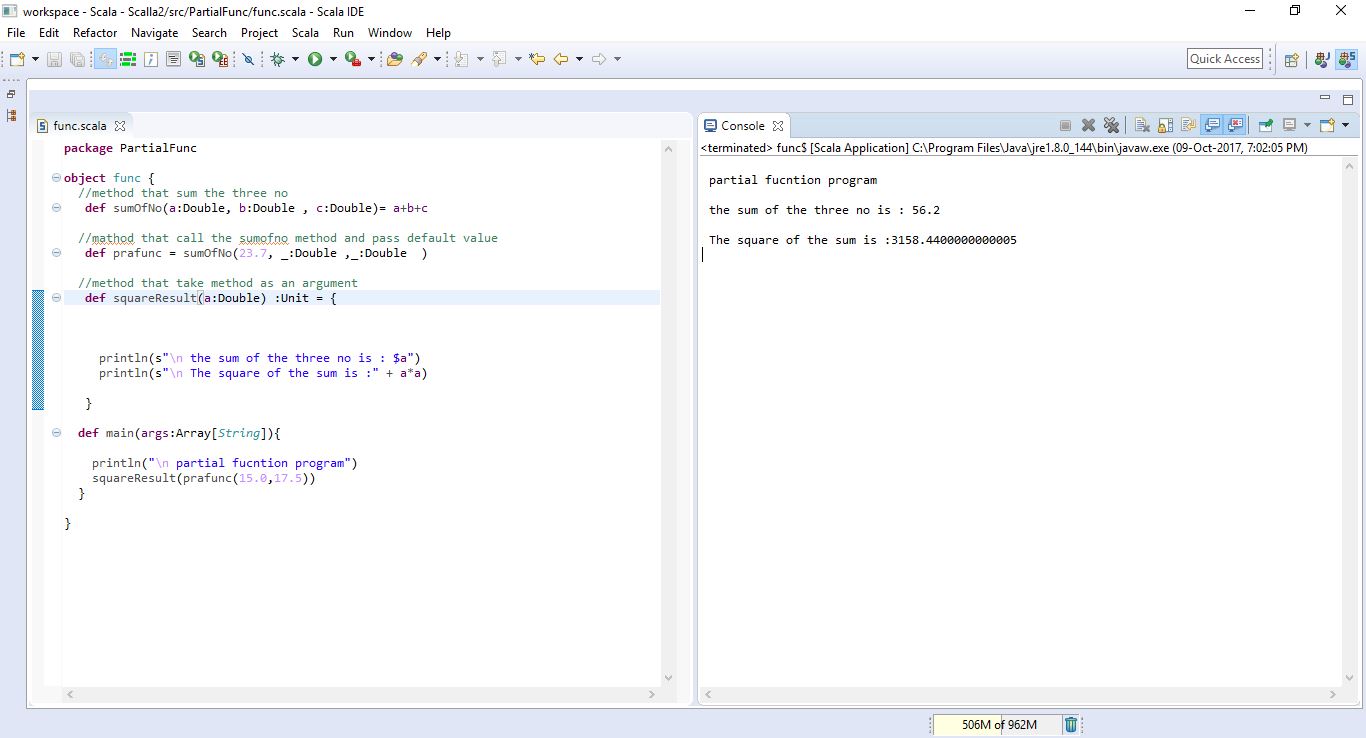 workspace - Scala - Scalla2/src/PartialFunc/func.scala - Scala IDE
File Edit Refactor Navigate Search Project Scala Run Window Help
Quick Access
func.scala
package PartialFunc
object func {
//method that sum the three no
def sumOfNo(a:Double, b:Double , c:Double)= a+b+c
//mathod that call the sumofno method and pass default value
def prafunc = sumOfNo(23.7, _:Double ,_:Double )
//method that take method as an argument
def squareResult(a:Double) :Unit = {
println(s"\n the sum of the three no is : $a")
println(s"\n The square of the sum is :" + a*a)
}
def main(args:Array[String]){
println("\n partial fucntion program")
squareResult(prafunc(15.0,17.5))
}
}
Console
<terminated> func$ [Scala Application] C:\Program Files\Java\jre1.8.0_144\bin\javaw.exe (09-Oct-2017, 7:02:05 PM)
partial fucntion program
the sum of the three no is : 56.2
The square of the sum is :3158.4400000000005
506M of 962M